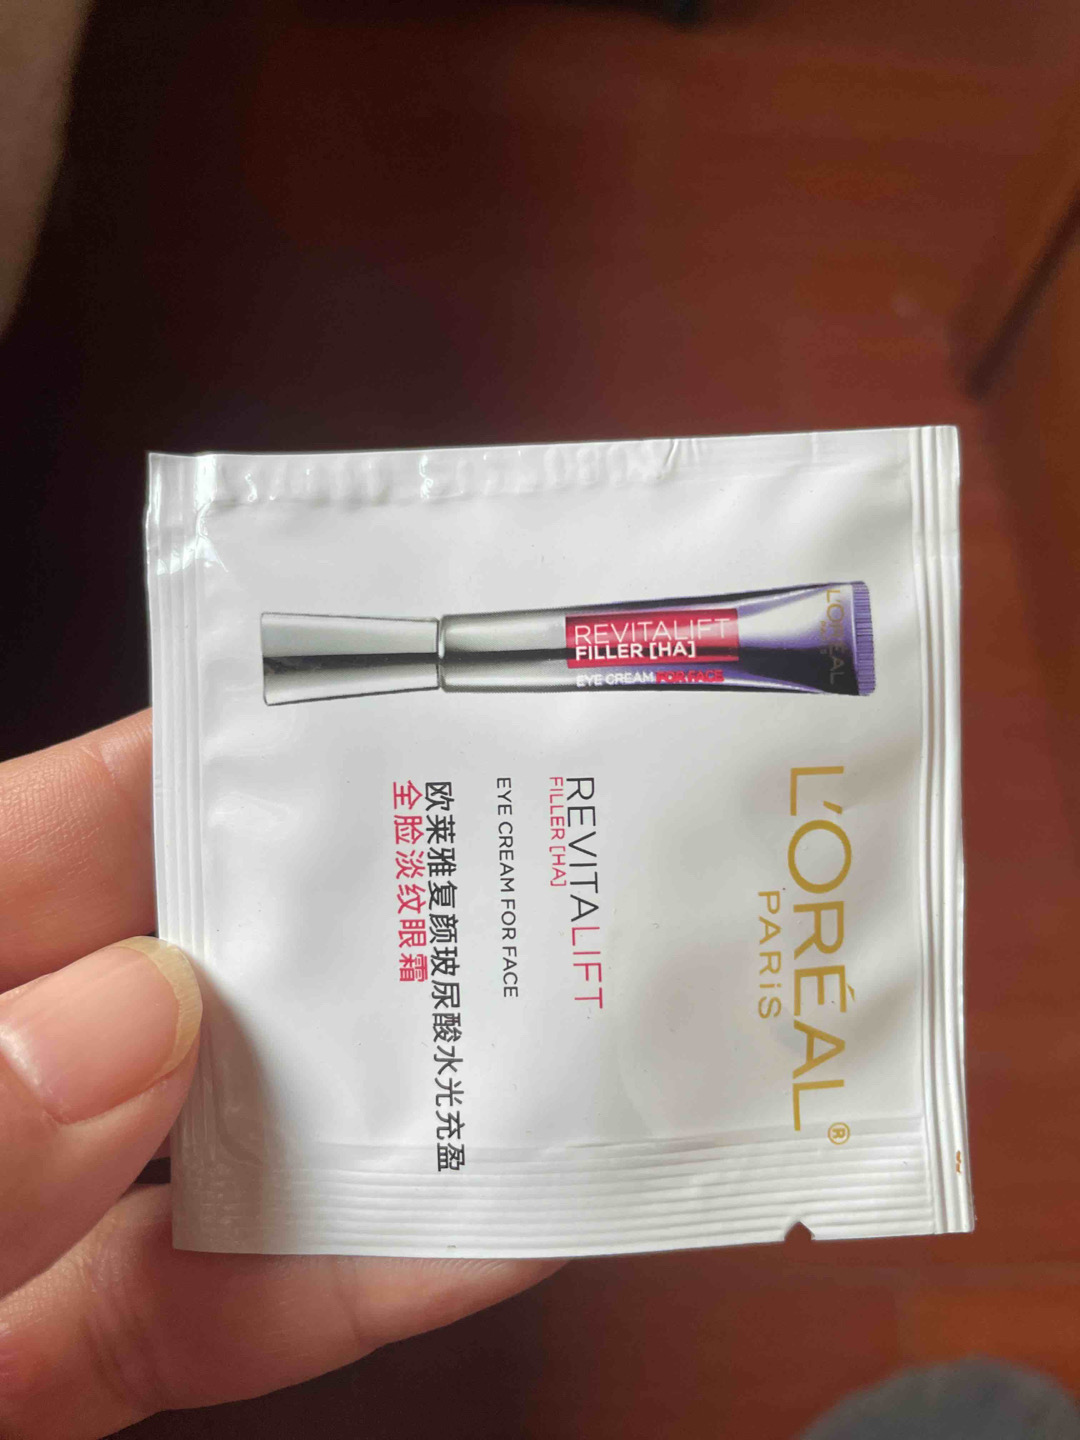 REVITALIFT
FILLER [HA]
EYE CREAM FOR FACE
L'ORÉAL
L'ORÉAL®
PARiS
REVITALIFT
FILLER [HA]
EYE CREAM FOR FACE
欧莱雅复颜玻尿酸水光充盈
全脸淡纹眼霜